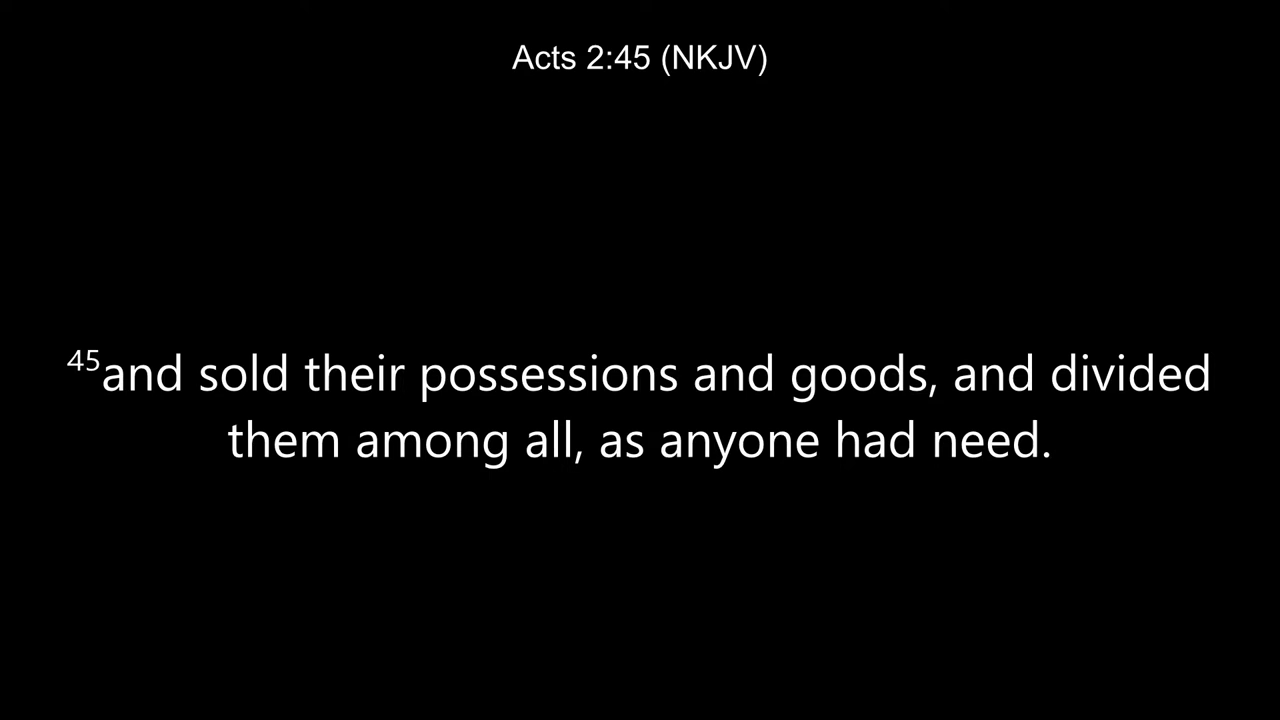 Acts 2:45 (NKJV)
45and sold their possessions and goods, and divided
them among all, as anyone had need.